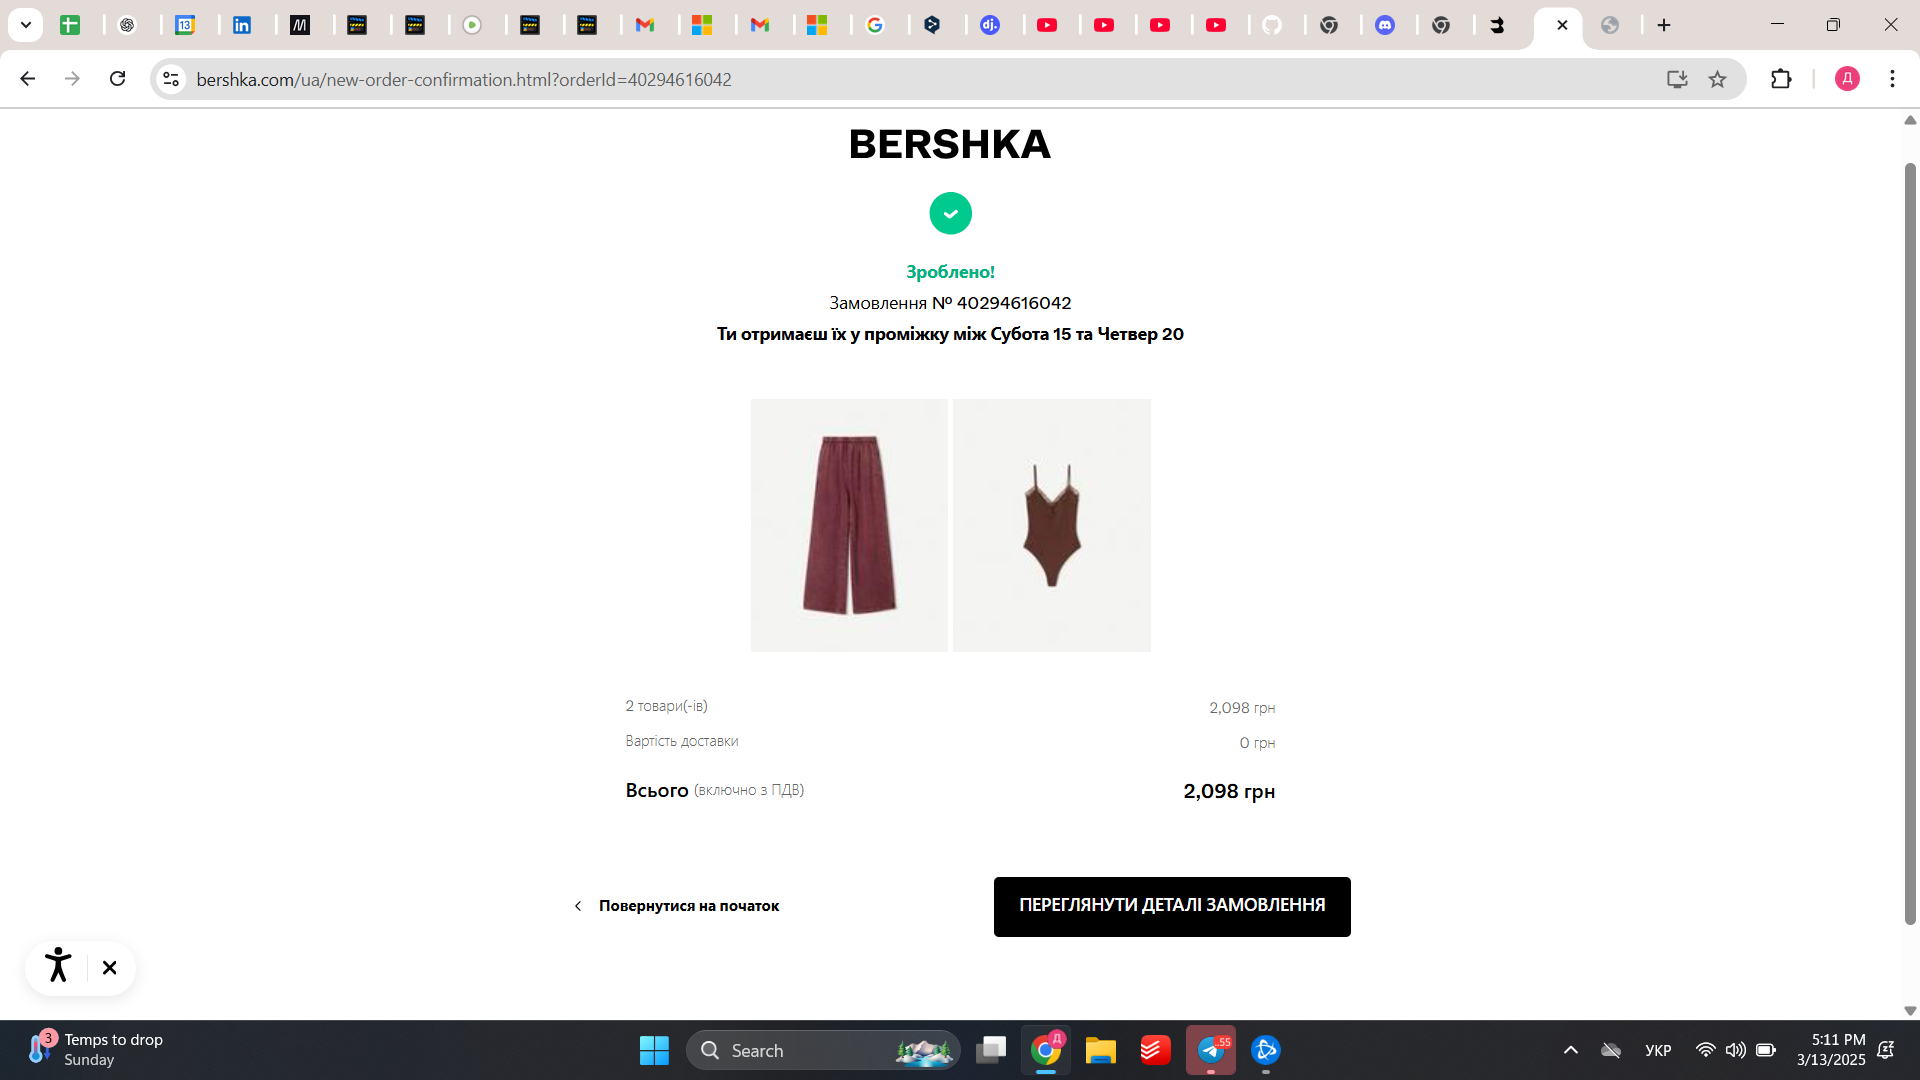 bershka.com/ua/new-order-confirmation.html?orderId=40294616042
Д
BERSHKA
Зроблено!
Замовлення № 40294616042
Ти отримаєш їх у проміжку між Субота 15 та Четвер 20
2 товари(-ів)
2,098 грн
Вартість доставки
0 грн
Всього (включно з ПДВ)
2,098 грн
Повернутися на початок
ПЕРЕГЛЯНУТИ ДЕТАЛІ ЗАМОВЛЕННЯ
3
Temps to drop
Sunday
Search
Д
55
УКР
5:11 PM
3/13/2025